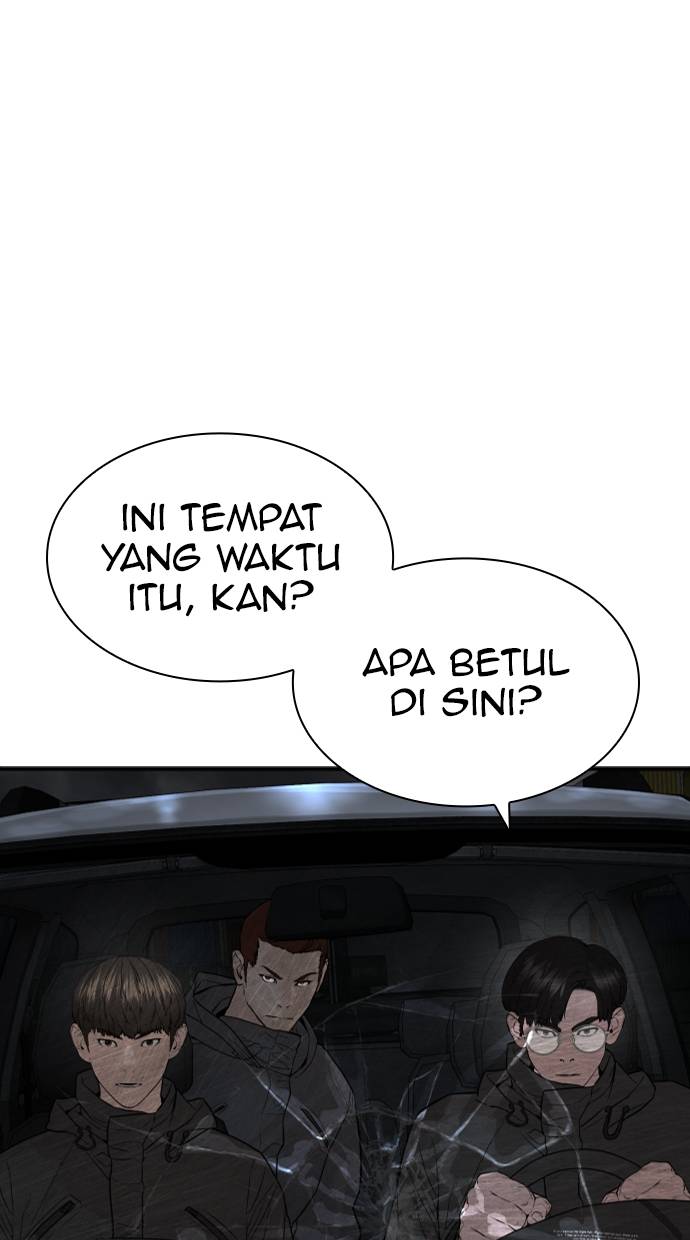 INI TEMPAT
YANG WAKTU
ITU, KAN?
APA BETUL
DI SINI?